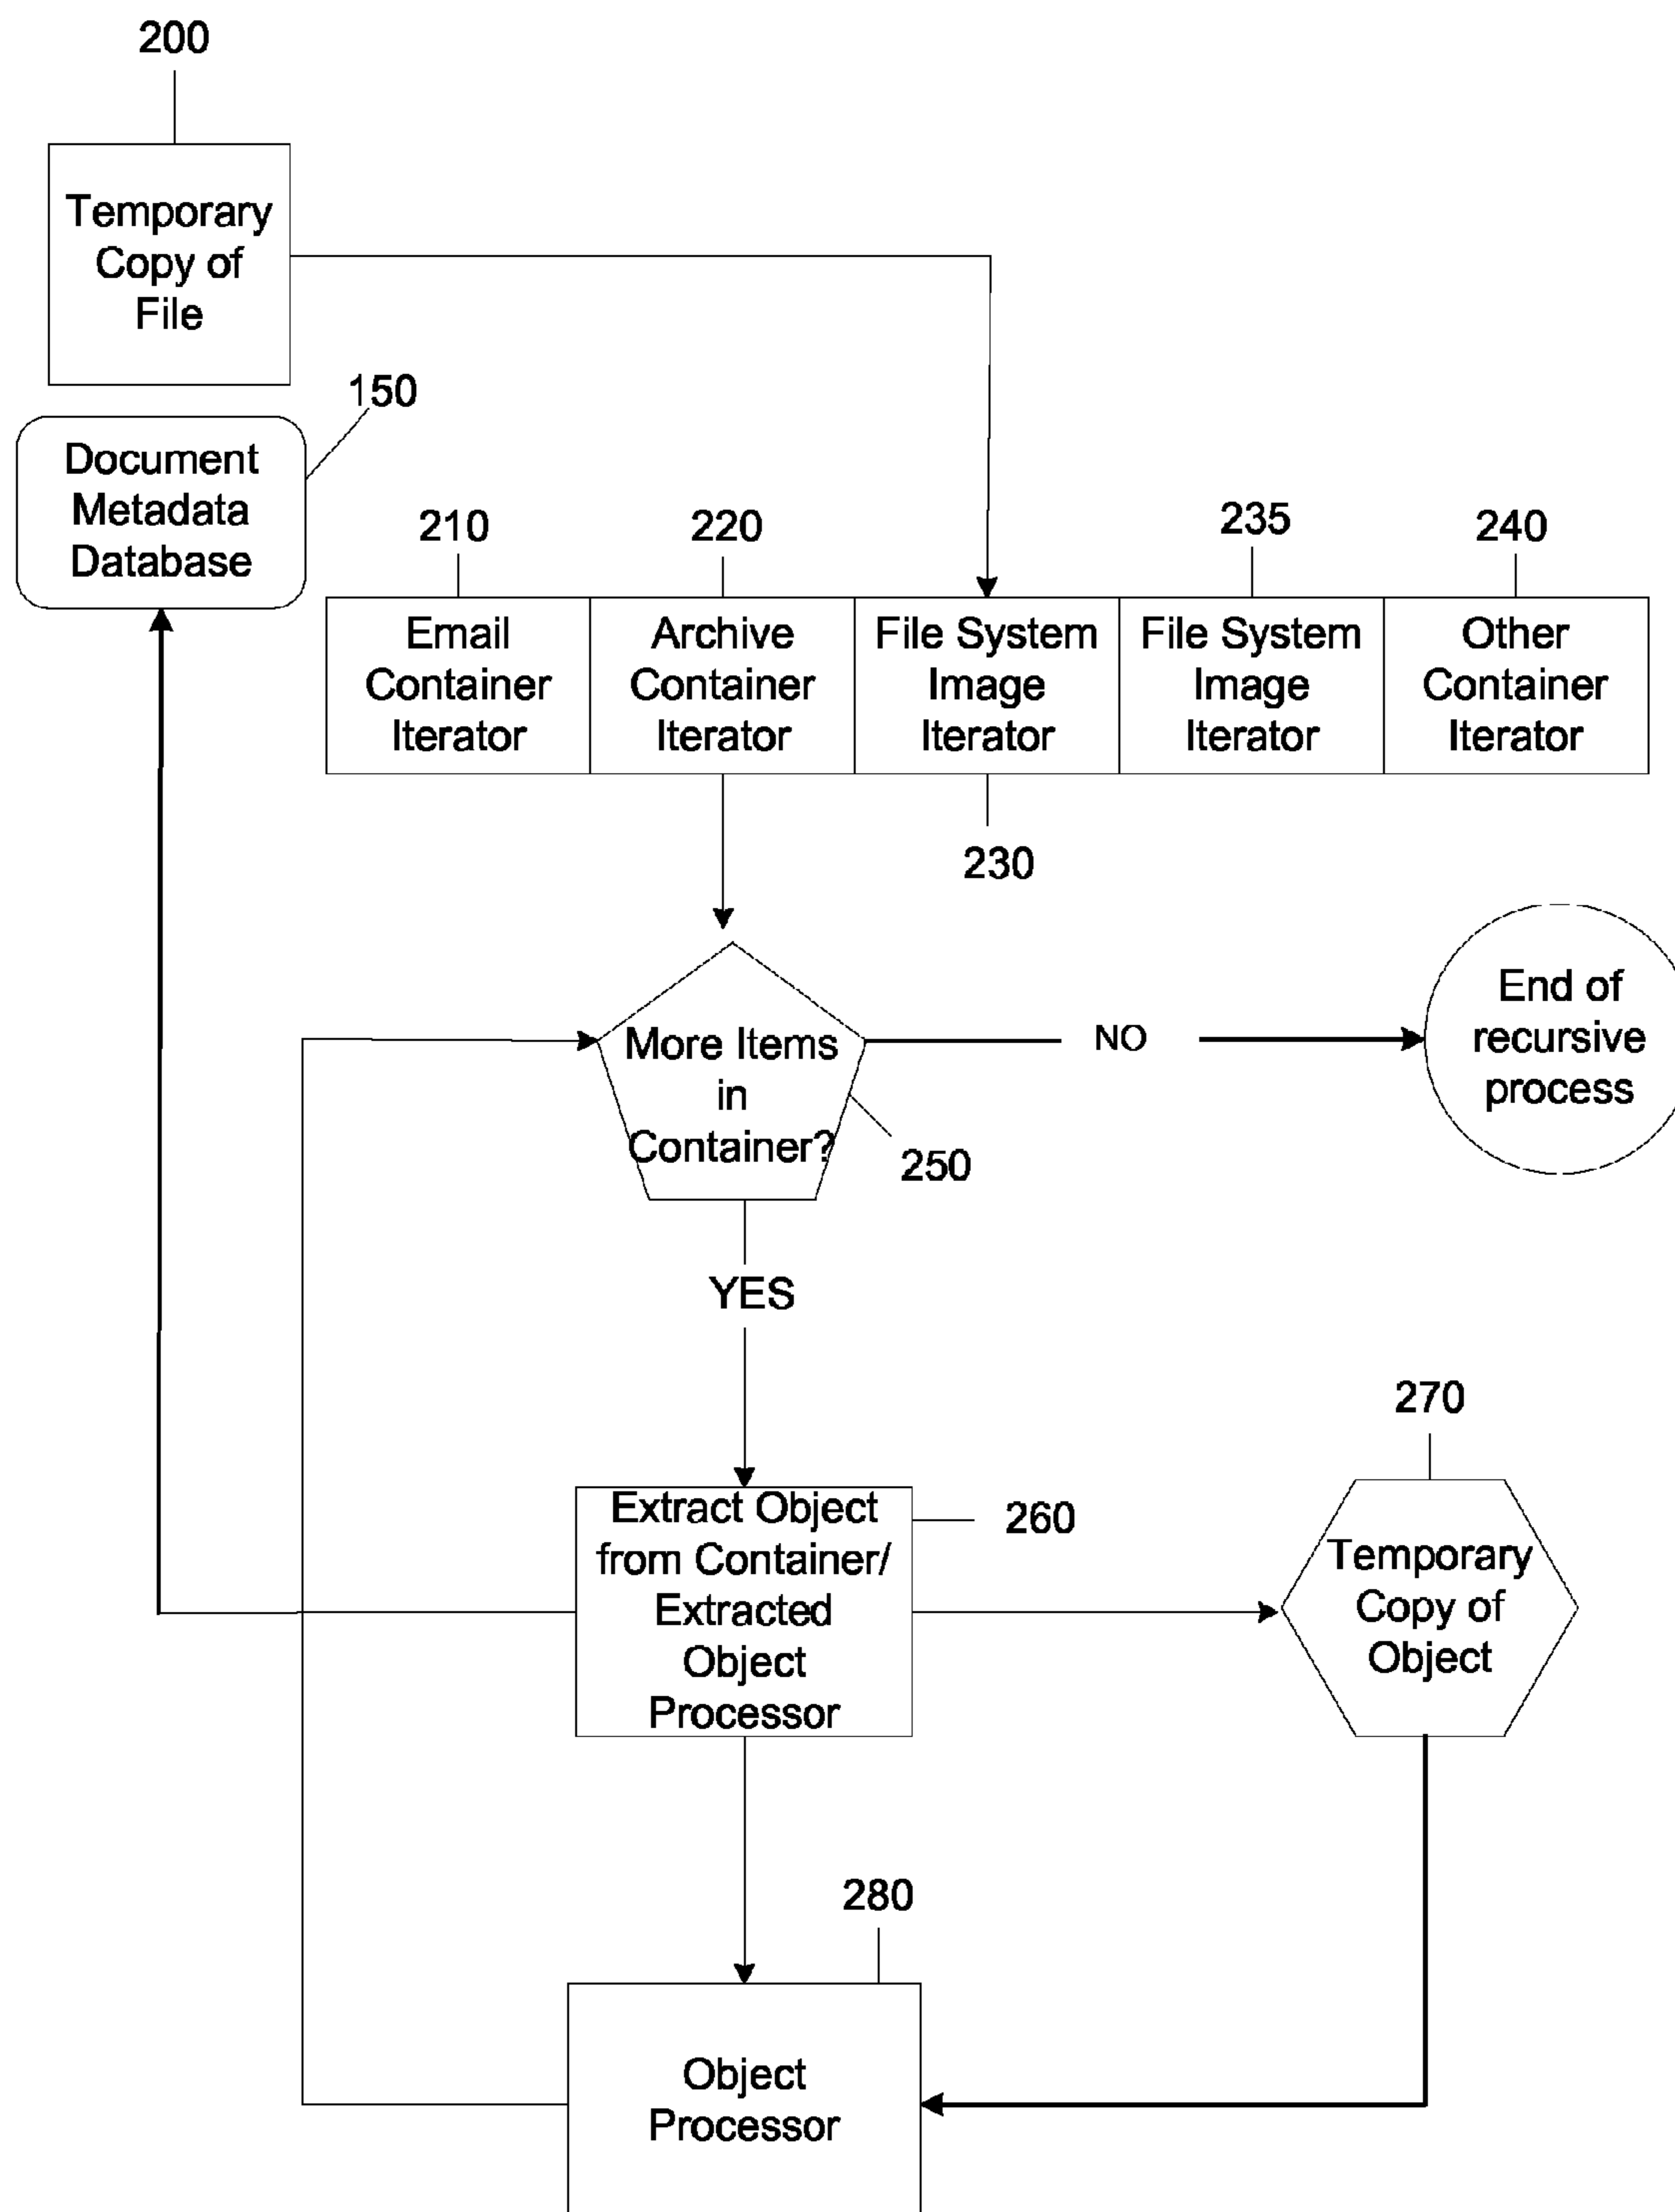 200
Temporary
Copy of
File
150
Document
Metadata
Database
210
220
235
240
Email
Container
Iterator
Archive
Container
Iterator
File System
Image
Iterator
File System
Image
Iterator
Other
Container
Iterator
230
More Items
in
Container?
NO
End of
recursive
process
250
YES
270
Extract Object
from Container/
Extracted
Object
Processor
260
Temporary
Copy of
Object
280
Object
Processor